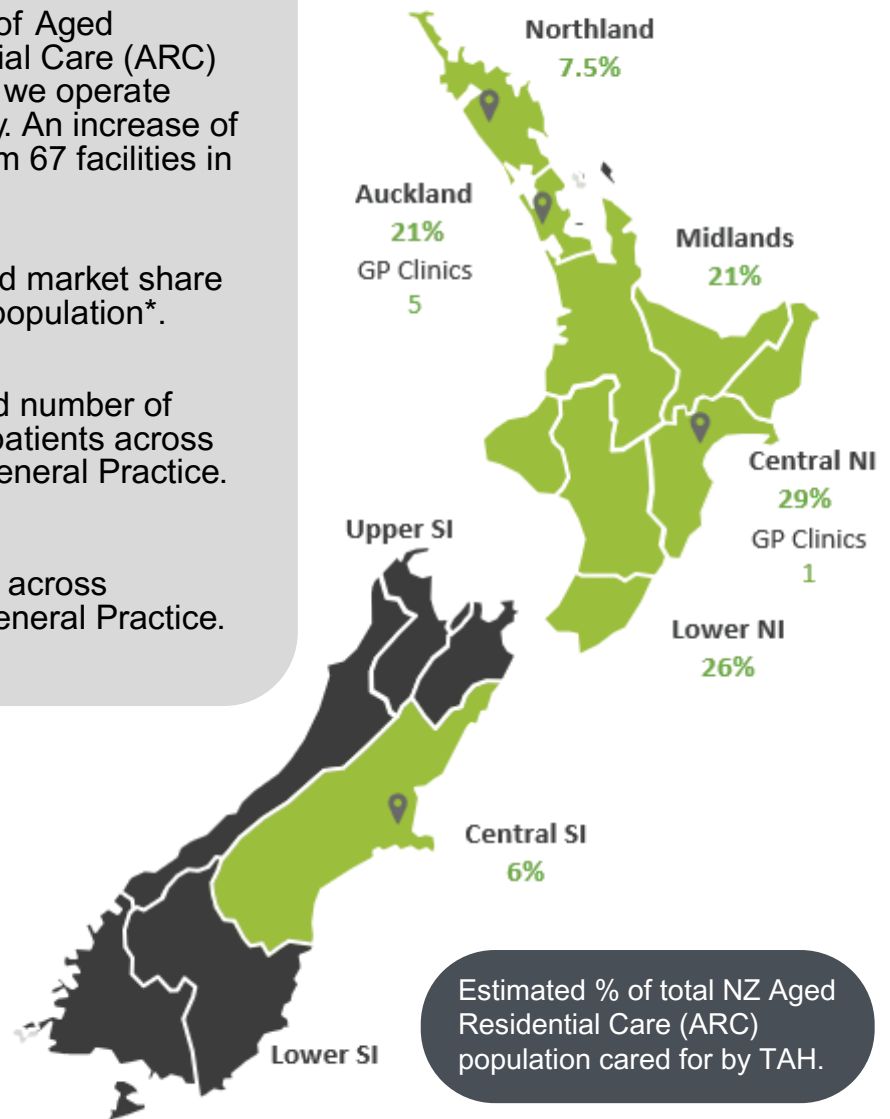 of Aged
ial Care (ARC)
we operate
An increase of
m 67 facilities in
d market share
population*.
d number of
patients across
General Practice.
across
General Practice.
Northland
7.5%
Auckland
21%
GP Clinics
5
Midlands
21%
Central NI
29%
GP Clinics
1
Lower NI
26%
Upper SI
Central SI
6%
Lower SI
Estimated % of total NZ Aged
Residential Care (ARC)
population cared for by TAH.